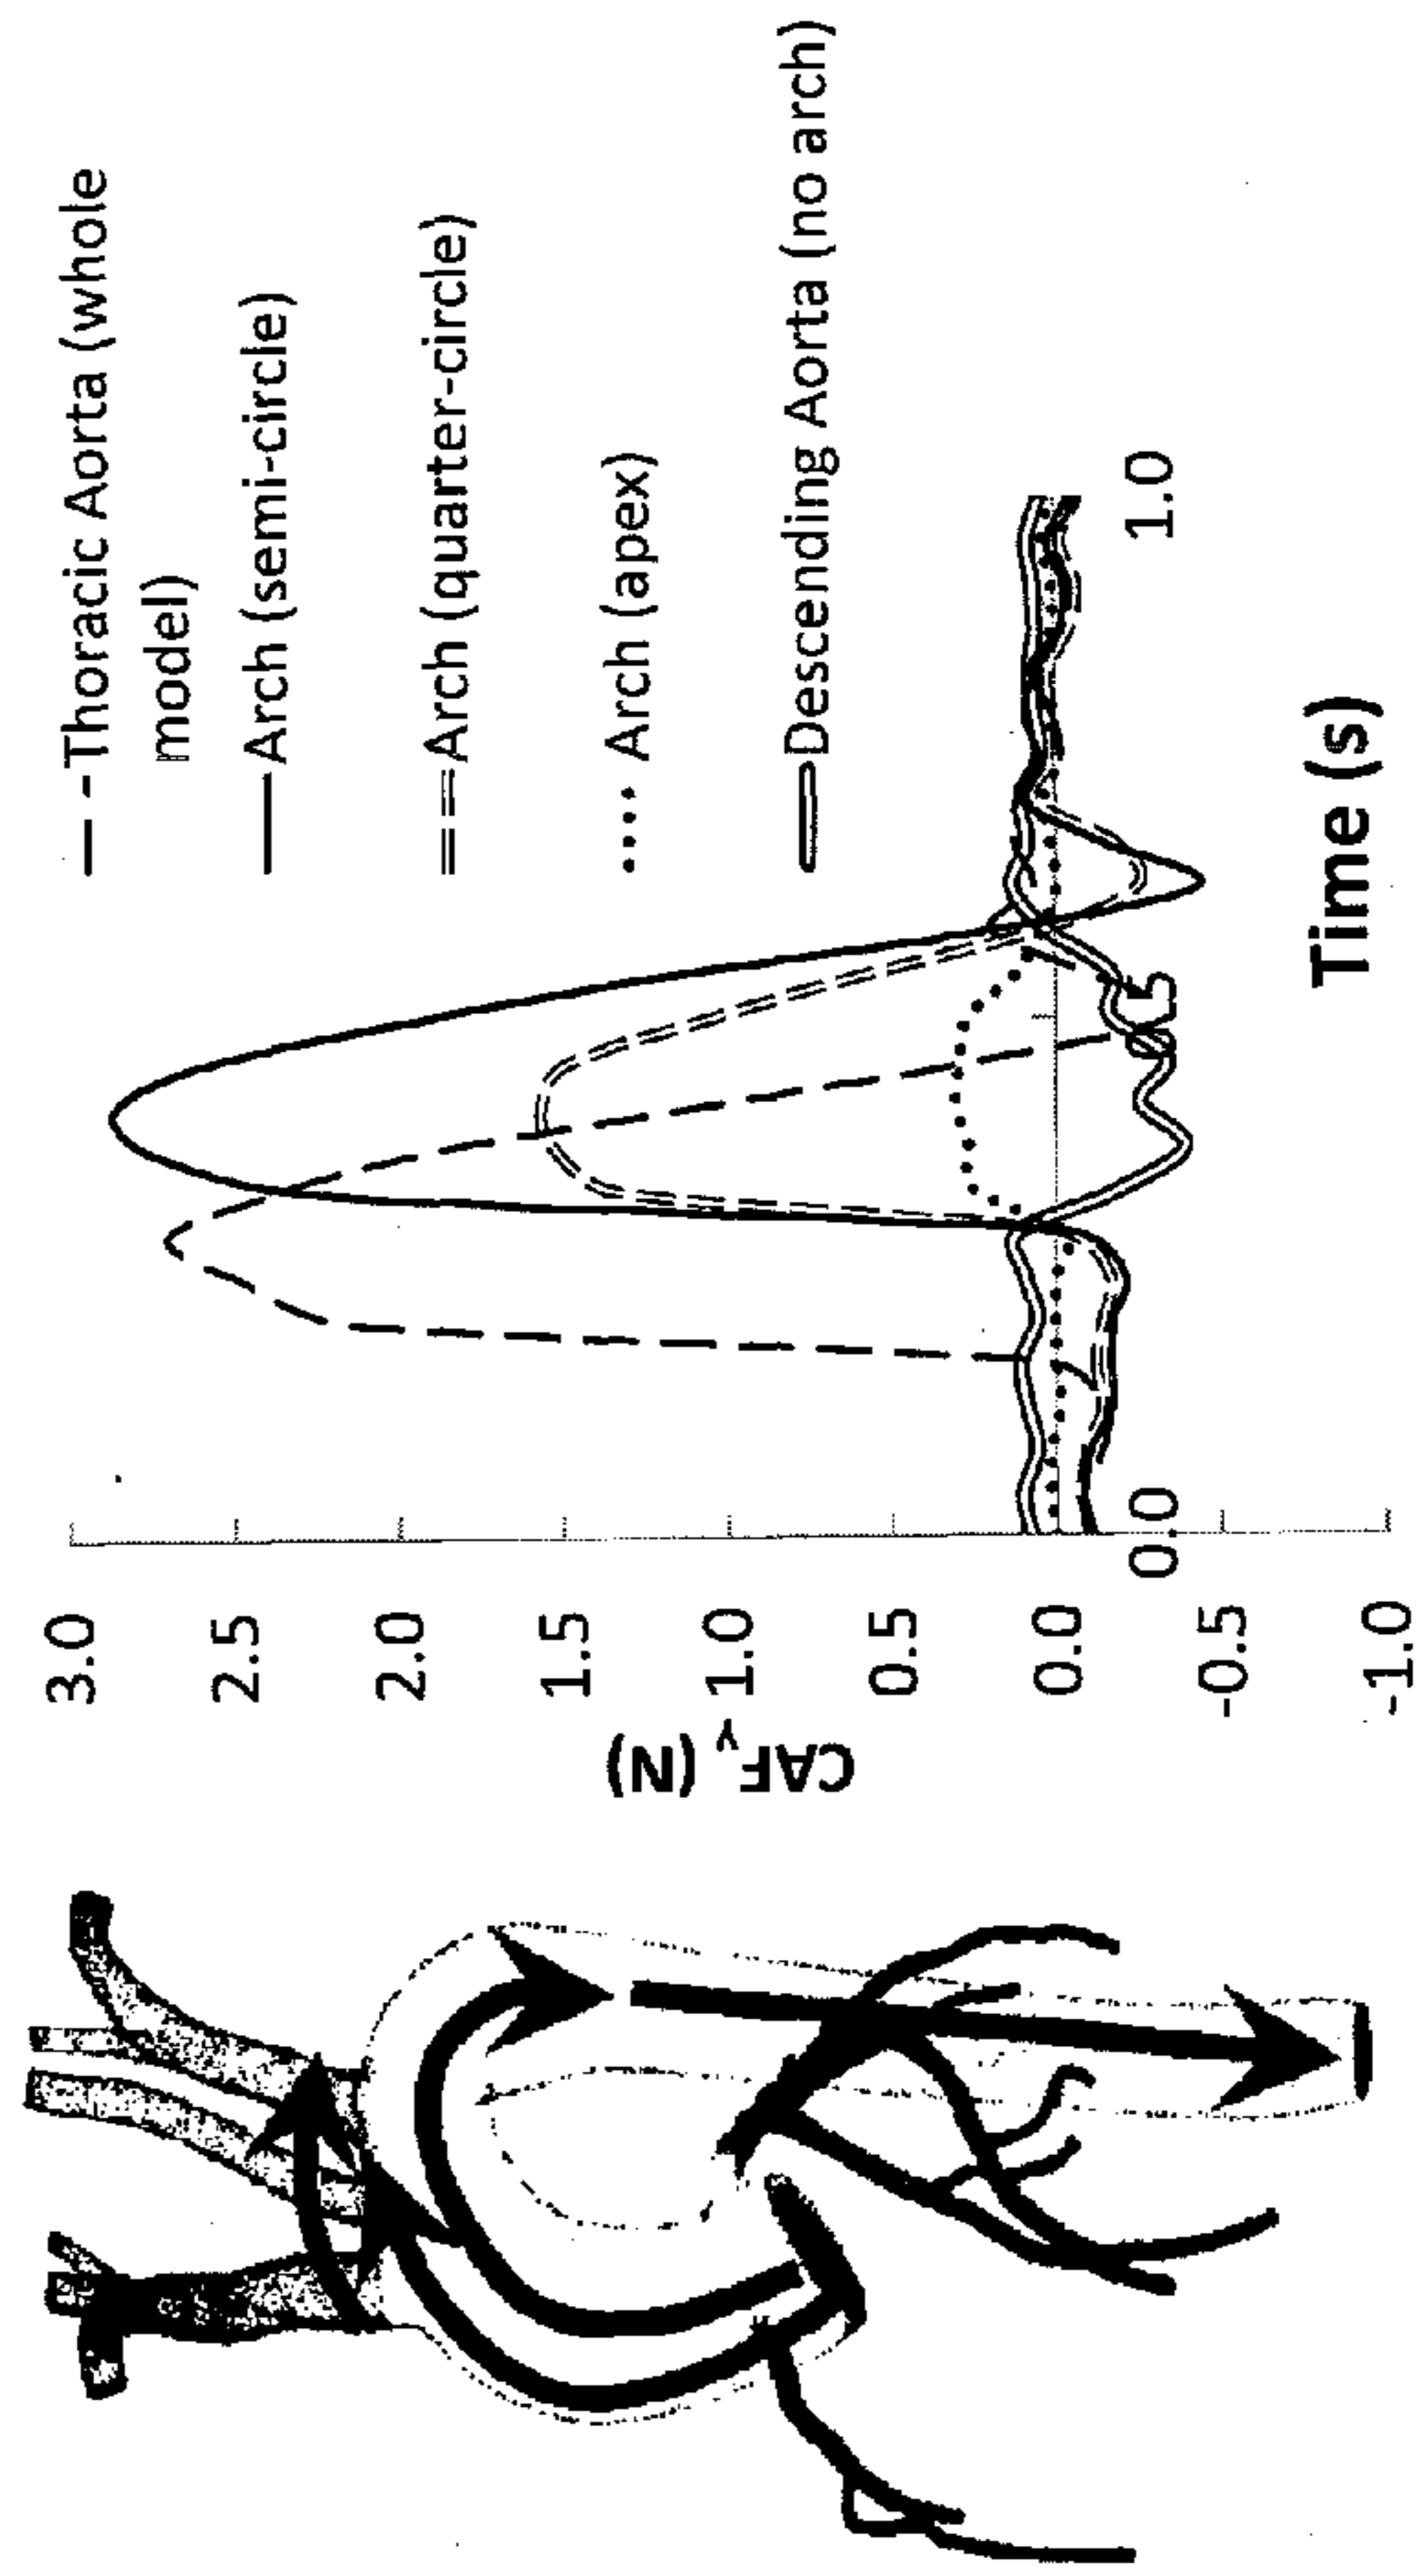 Thoracic Aorta (whole
model)
Arch (semi-circle)
Arch (quarter-circle)
Arch (apex)
Descending Aorta (no arch)
3.0
2.5
2.0
1.5
1.0
0.5
0.0
-0.5
-1.0
CAFY (N)
0.0
0.5
1.0
Time (s)